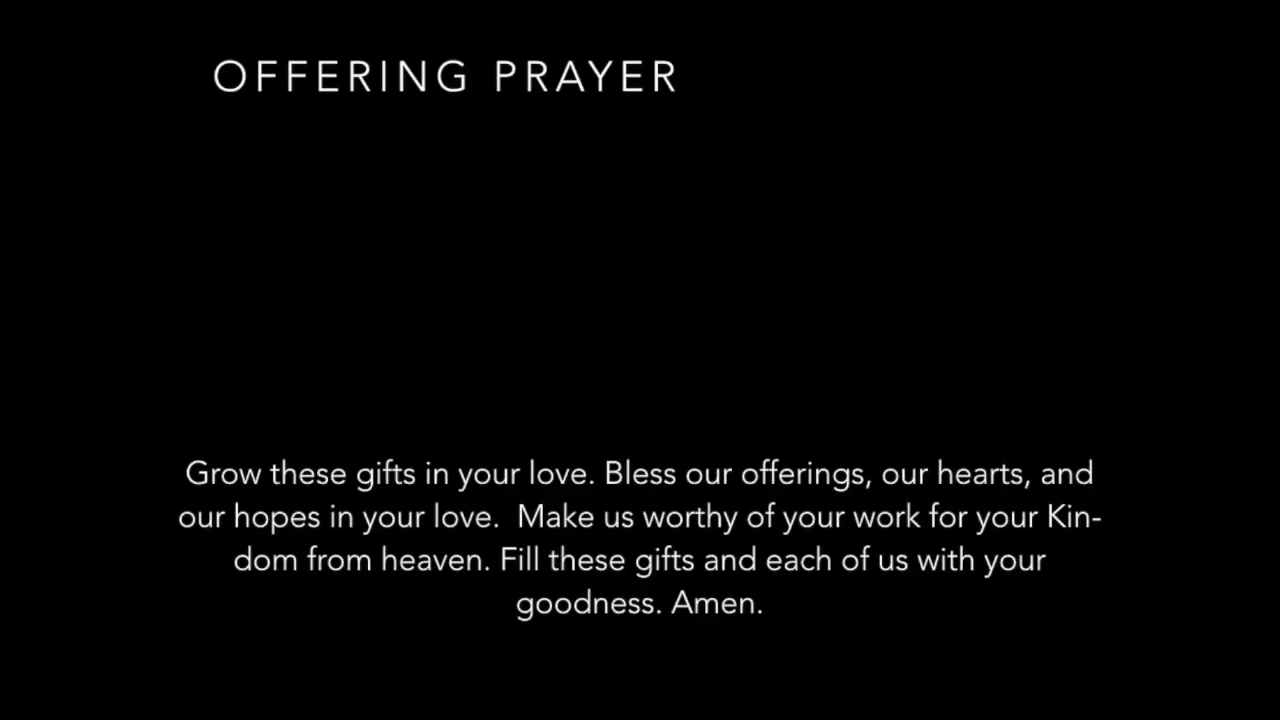 OFFERING PRAYER
Grow these gifts in your love. Bless our offerings, our hearts, and
our hopes in your love.  Make us worthy of your work for your Kin-
dom from heaven. Fill these gifts and each of us with your
goodness. Amen.